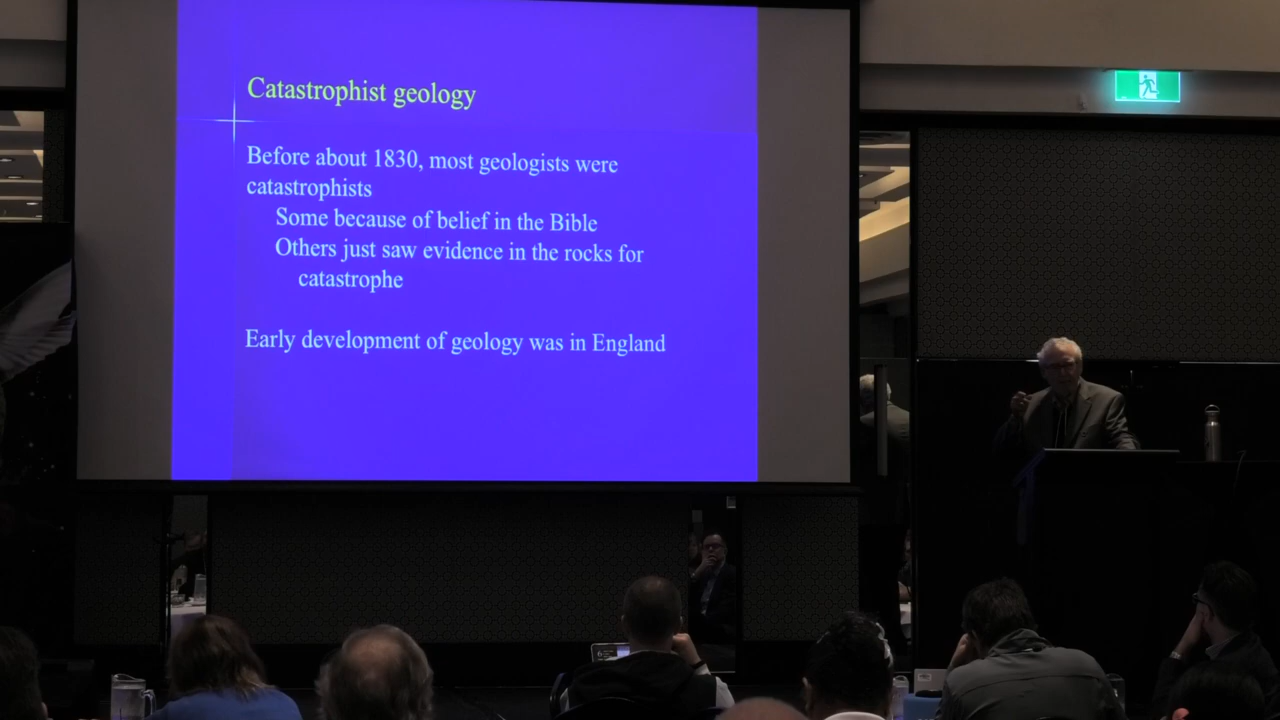 Catastrophist geology
Before about 1830, most geologists were
catastrophists
Some because of belief in the Bible
Others just saw evidence in the rocks for
catastrophe
Early development of geology was in England